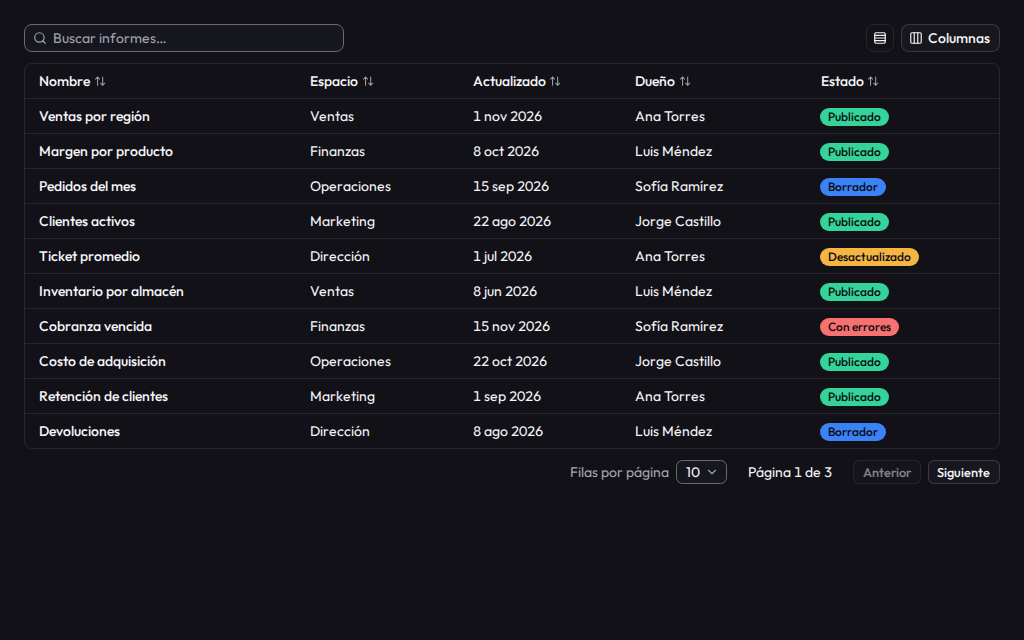 Buscar informes... Columnas
Nombre Espacio Actualizado Dueño Estado
Ventas por región Ventas 1 nov 2026 Ana Torres Publicado
Margen por producto Finanzas 8 oct 2026 Luis Méndez Publicado
Pedidos del mes Operaciones 15 sep 2026 Sofía Ramírez Borrador
Clientes activos Marketing 22 ago 2026 Jorge Castillo Publicado
Ticket promedio Dirección 1 jul 2026 Ana Torres Desactualizado
Inventario por almacén Ventas 8 jun 2026 Luis Méndez Publicado
Cobranza vencida Finanzas 15 nov 2026 Sofía Ramírez Con errores
Costo de adquisición Operaciones 22 oct 2026 Jorge Castillo Publicado
Retención de clientes Marketing 1 sep 2026 Ana Torres Publicado
Devoluciones Dirección 8 ago 2026 Luis Méndez Borrador
Filas por página 10 Página 1 de 3 Anterior Siguiente